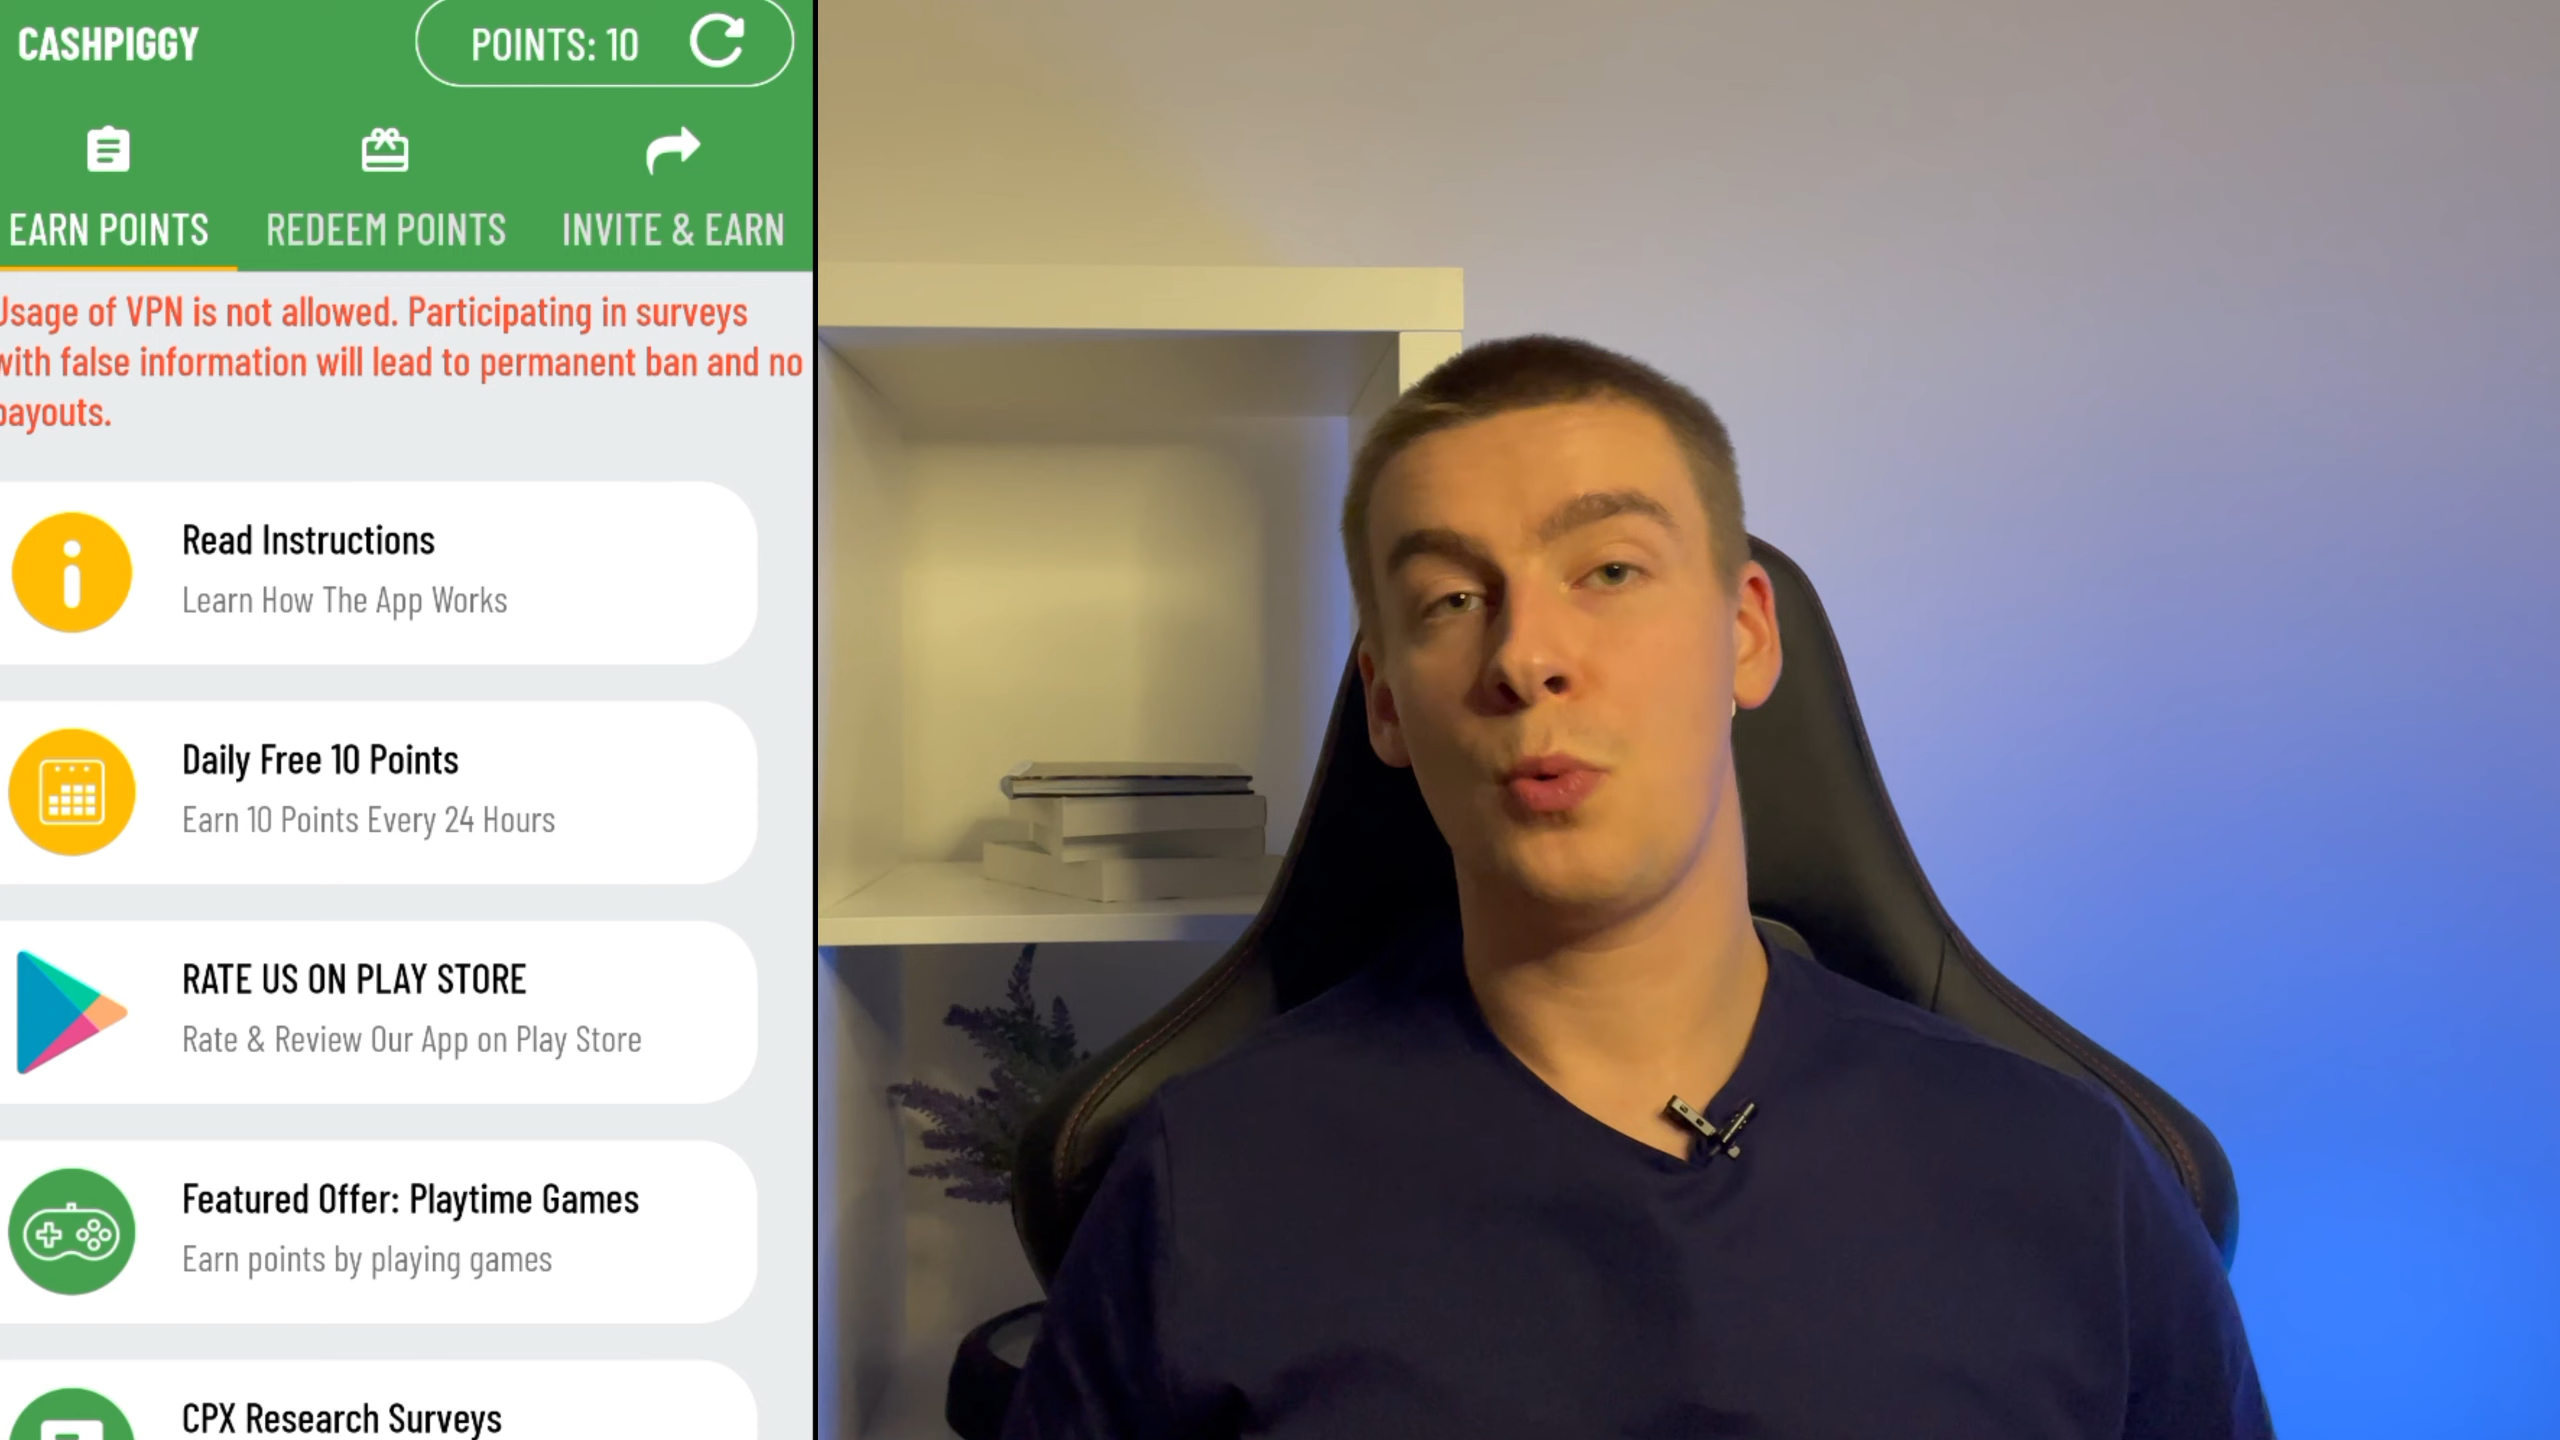 CASHPIGGY
POINTS: 10
EARN POINTS
REDEEM POINTS
INVITE & EARN
Usage of VPN is not allowed. Participating in surveys
with false information will lead to permanent ban and no
payouts.
Read Instructions
Learn How The App Works
Daily Free 10 Points
Earn 10 Points Every 24 Hours
RATE US ON PLAY STORE
Rate & Review Our App on Play Store
Featured Offer: Playtime Games
Earn points by playing games
CPX Research Surveys